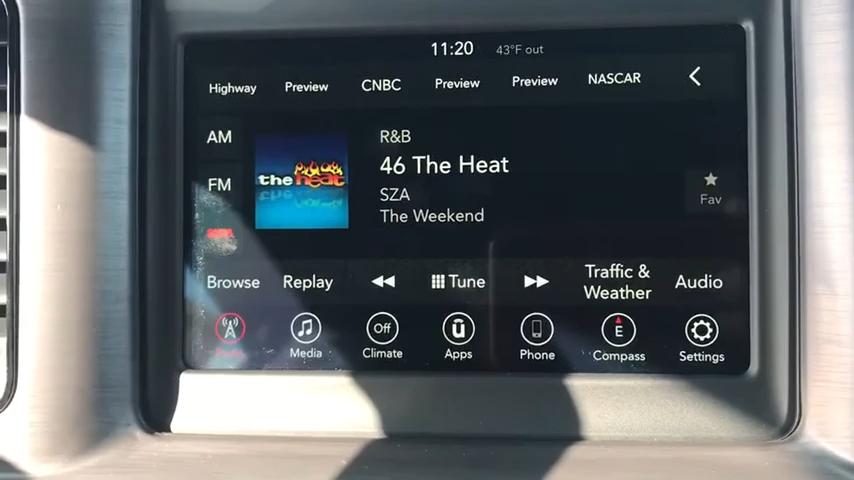 11:20 43°F out
Highway Preview CNBC Preview Preview NASCAR
AM
FM
the heat
R&B
46 The Heat
SZA
The Weekend
Fav
Browse Replay Tune Traffic & Weather Audio
Off E
Media Climate Apps Phone Compass Settings